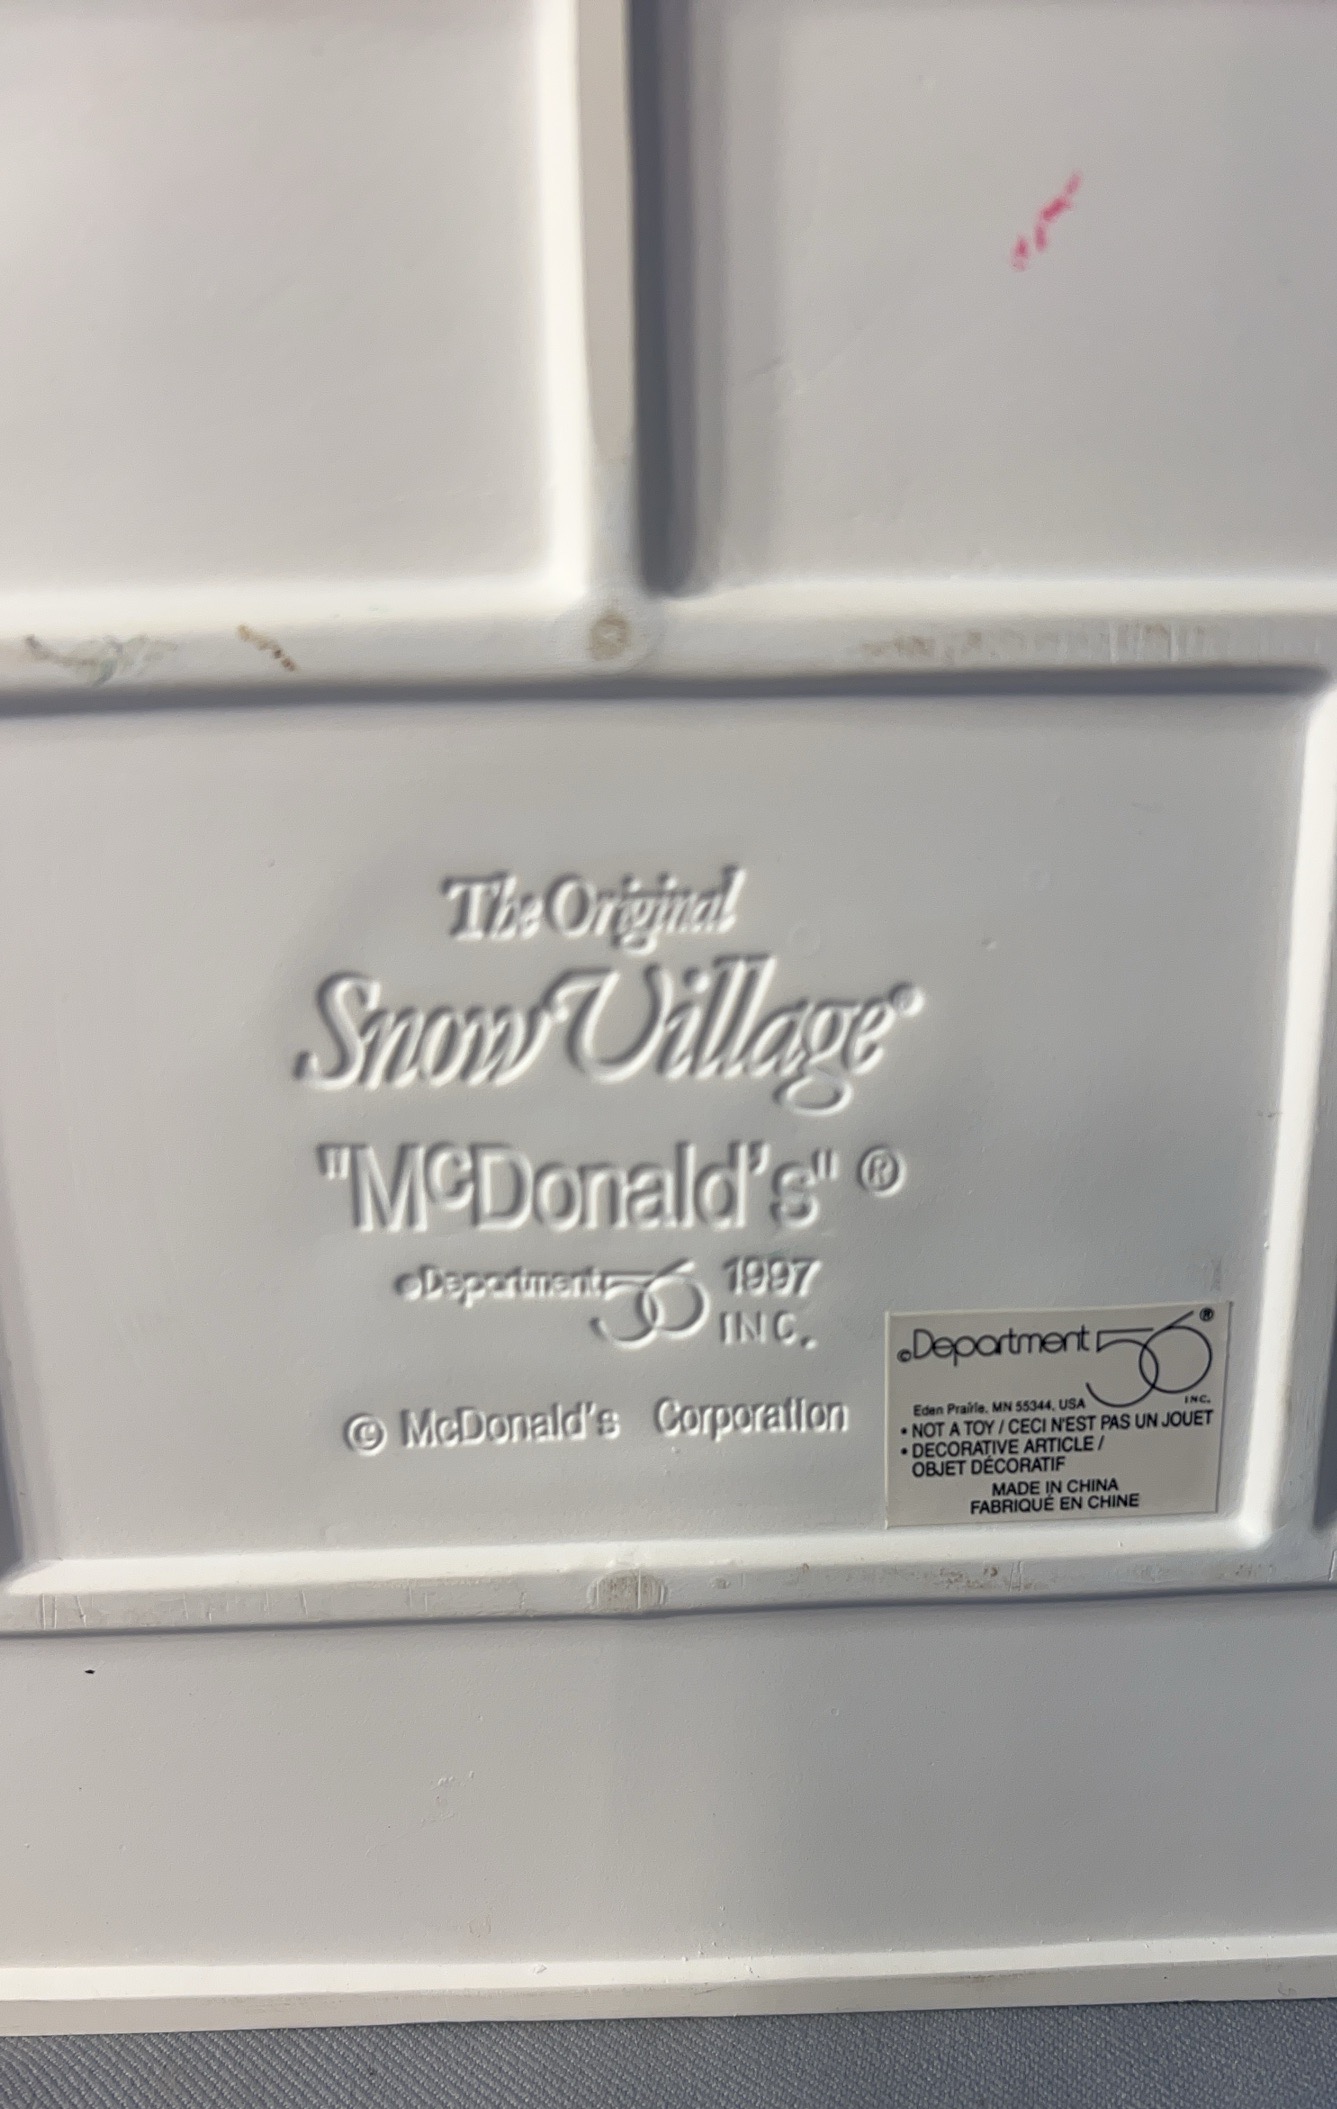 The Original
Snow Village®
"McDonald's" ®
©Department 56 1997
INC.
© McDonald's Corporation
©Department 56®
INC.
Eden Prairie, MN 55344, USA
• NOT A TOY / CECI N'EST PAS UN JOUET
• DECORATIVE ARTICLE /
OBJET DÉCORATIF
MADE IN CHINA
FABRIQUÉ EN CHINE